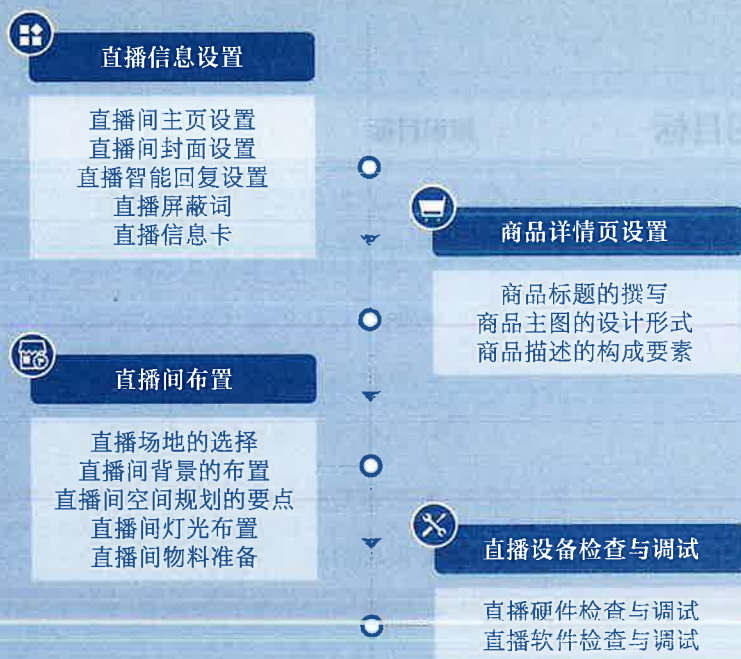 直播信息设置
直播间主页设置
直播间封面设置
直播智能回复设置
直播屏蔽词
直播信息卡
商品详情页设置
商品标题的撰写
商品主图的设计形式
商品描述的构成要素
直播间布置
直播场地的选择
直播间背景的布置
直播间空间规划的要点
直播间灯光布置
直播间物料准备
直播设备检查与调试
直播硬件检查与调试
直播软件检查与调试